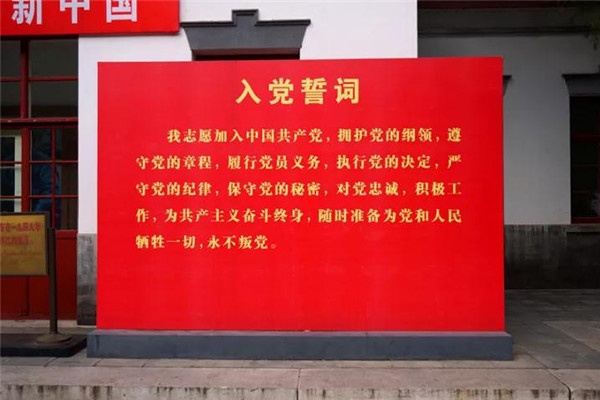 新中国
入党誓词
我志愿加入中国共产党，拥护党的纲领，遵
守党的章程，履行党员义务，执行党的决定，严
守党的纪律，保守党的秘密，对党忠诚，积极工
作，为共产主义奋斗终身，随时准备为党和人民
牺牲一切，永不叛党。